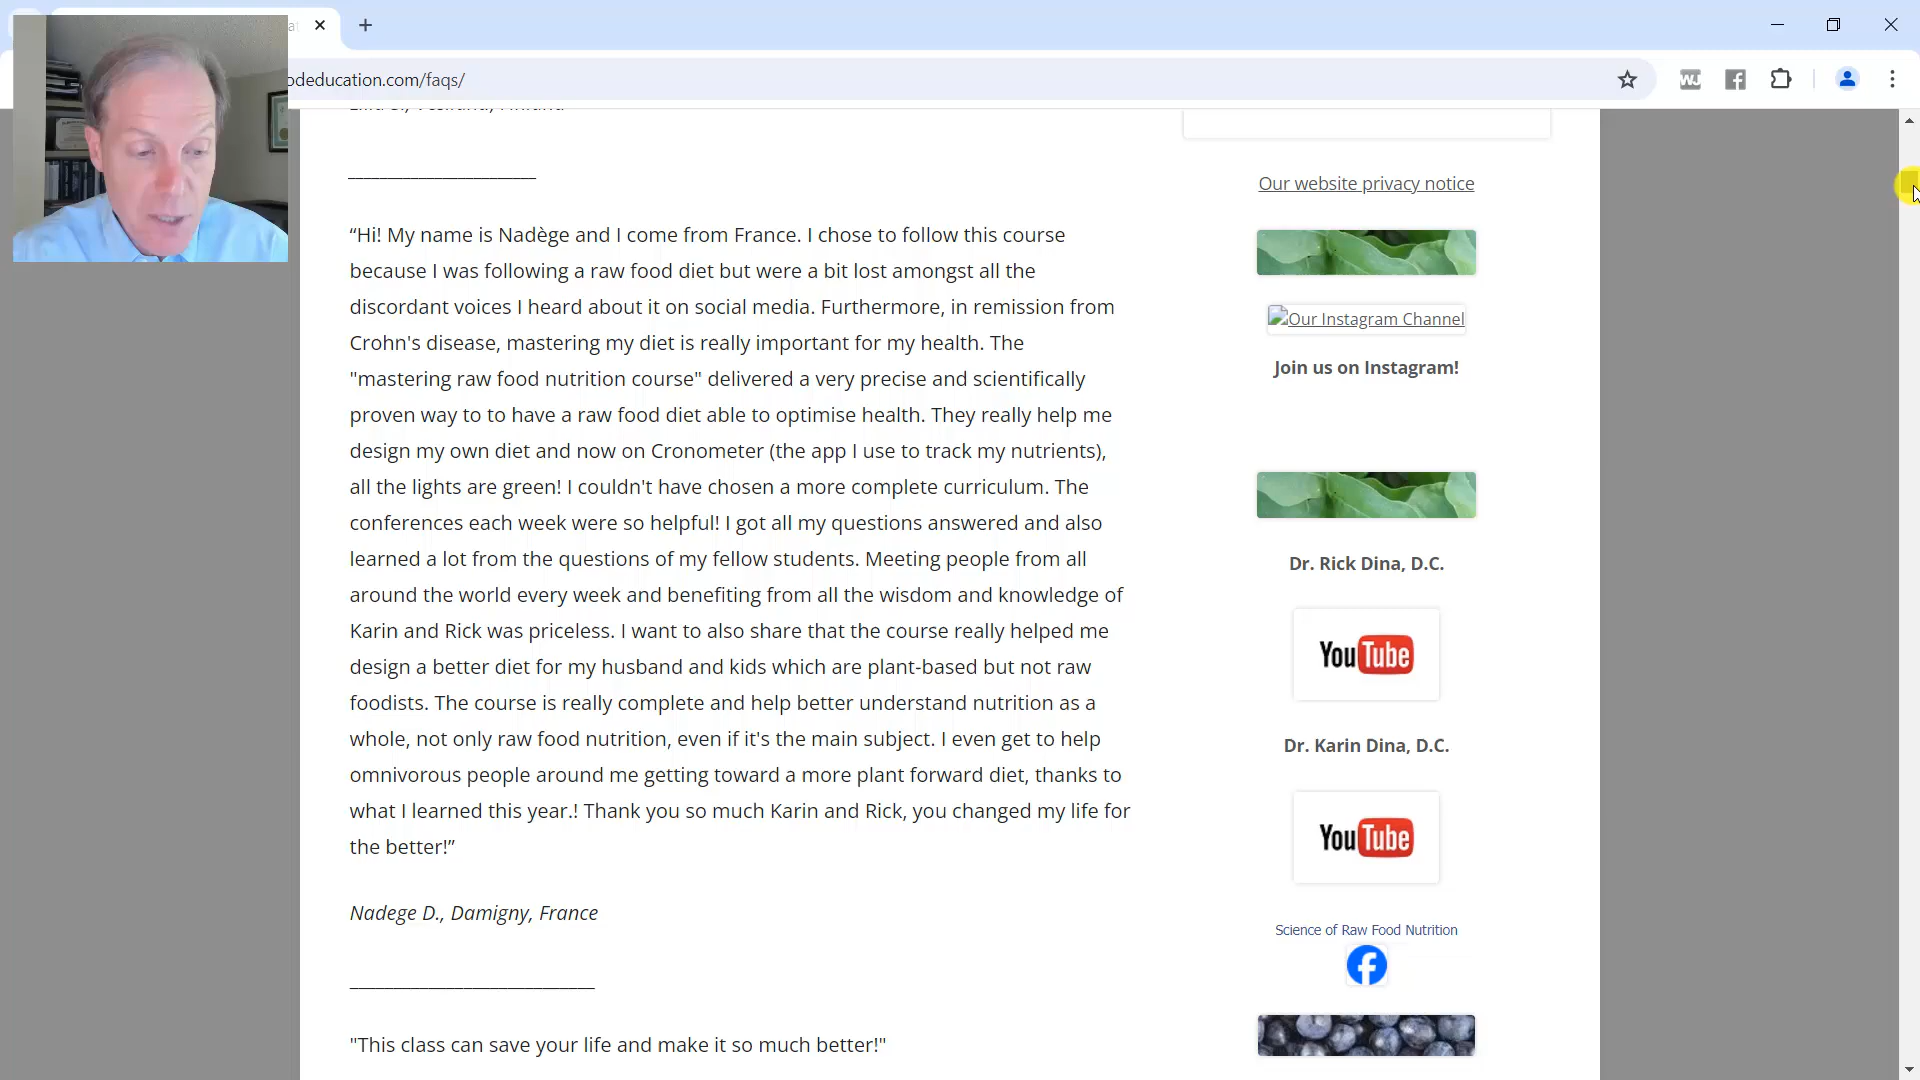 odeducation.com/faqs/
“Hi! My name is Nadège and I come from France. I chose to follow this course
because I was following a raw food diet but were a bit lost amongst all the
discordant voices I heard about it on social media. Furthermore, in remission from
Crohn's disease, mastering my diet is really important for my health. The
"mastering raw food nutrition course" delivered a very precise and scientifically
proven way to to have a raw food diet able to optimise health. They really help me
design my own diet and now on Cronometer (the app I use to track my nutrients),
all the lights are green! I couldn't have chosen a more complete curriculum. The
conferences each week were so helpful! I got all my questions answered and also
learned a lot from the questions of my fellow students. Meeting people from all
around the world every week and benefiting from all the wisdom and knowledge of
Karin and Rick was priceless. I want to also share that the course really helped me
design a better diet for my husband and kids which are plant-based but not raw
foodists. The course is really complete and help better understand nutrition as a
whole, not only raw food nutrition, even if it's the main subject. I even get to help
omnivorous people around me getting toward a more plant forward diet, thanks to
what I learned this year.! Thank you so much Karin and Rick, you changed my life for
the better!”
Nadege D., Damigny, France
"This class can save your life and make it so much better!"
Our website privacy notice
Our Instagram Channel
Join us on Instagram!
Dr. Rick Dina, D.C.
YouTube
Dr. Karin Dina, D.C.
YouTube
Science of Raw Food Nutrition